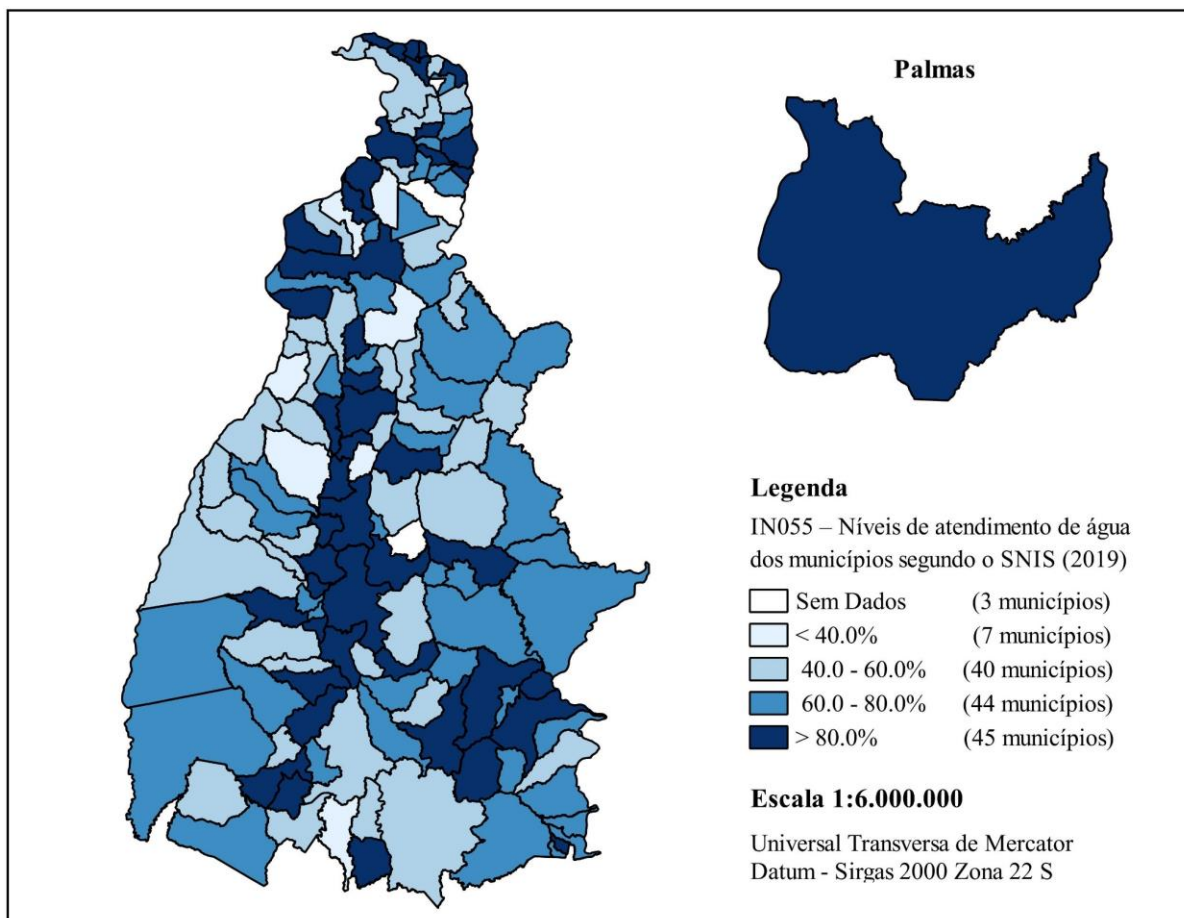 Palmas
Legenda
IN055 – Níveis de atendimento de água
dos municípios segundo o SNIS (2019)
Sem Dados (3 municípios)
< 40.0% (7 municípios)
40.0 - 60.0% (40 municípios)
60.0 - 80.0% (44 municípios)
> 80.0% (45 municípios)
Escala 1:6.000.000
Universal Transversa de Mercator
Datum - Sirgas 2000 Zona 22 S